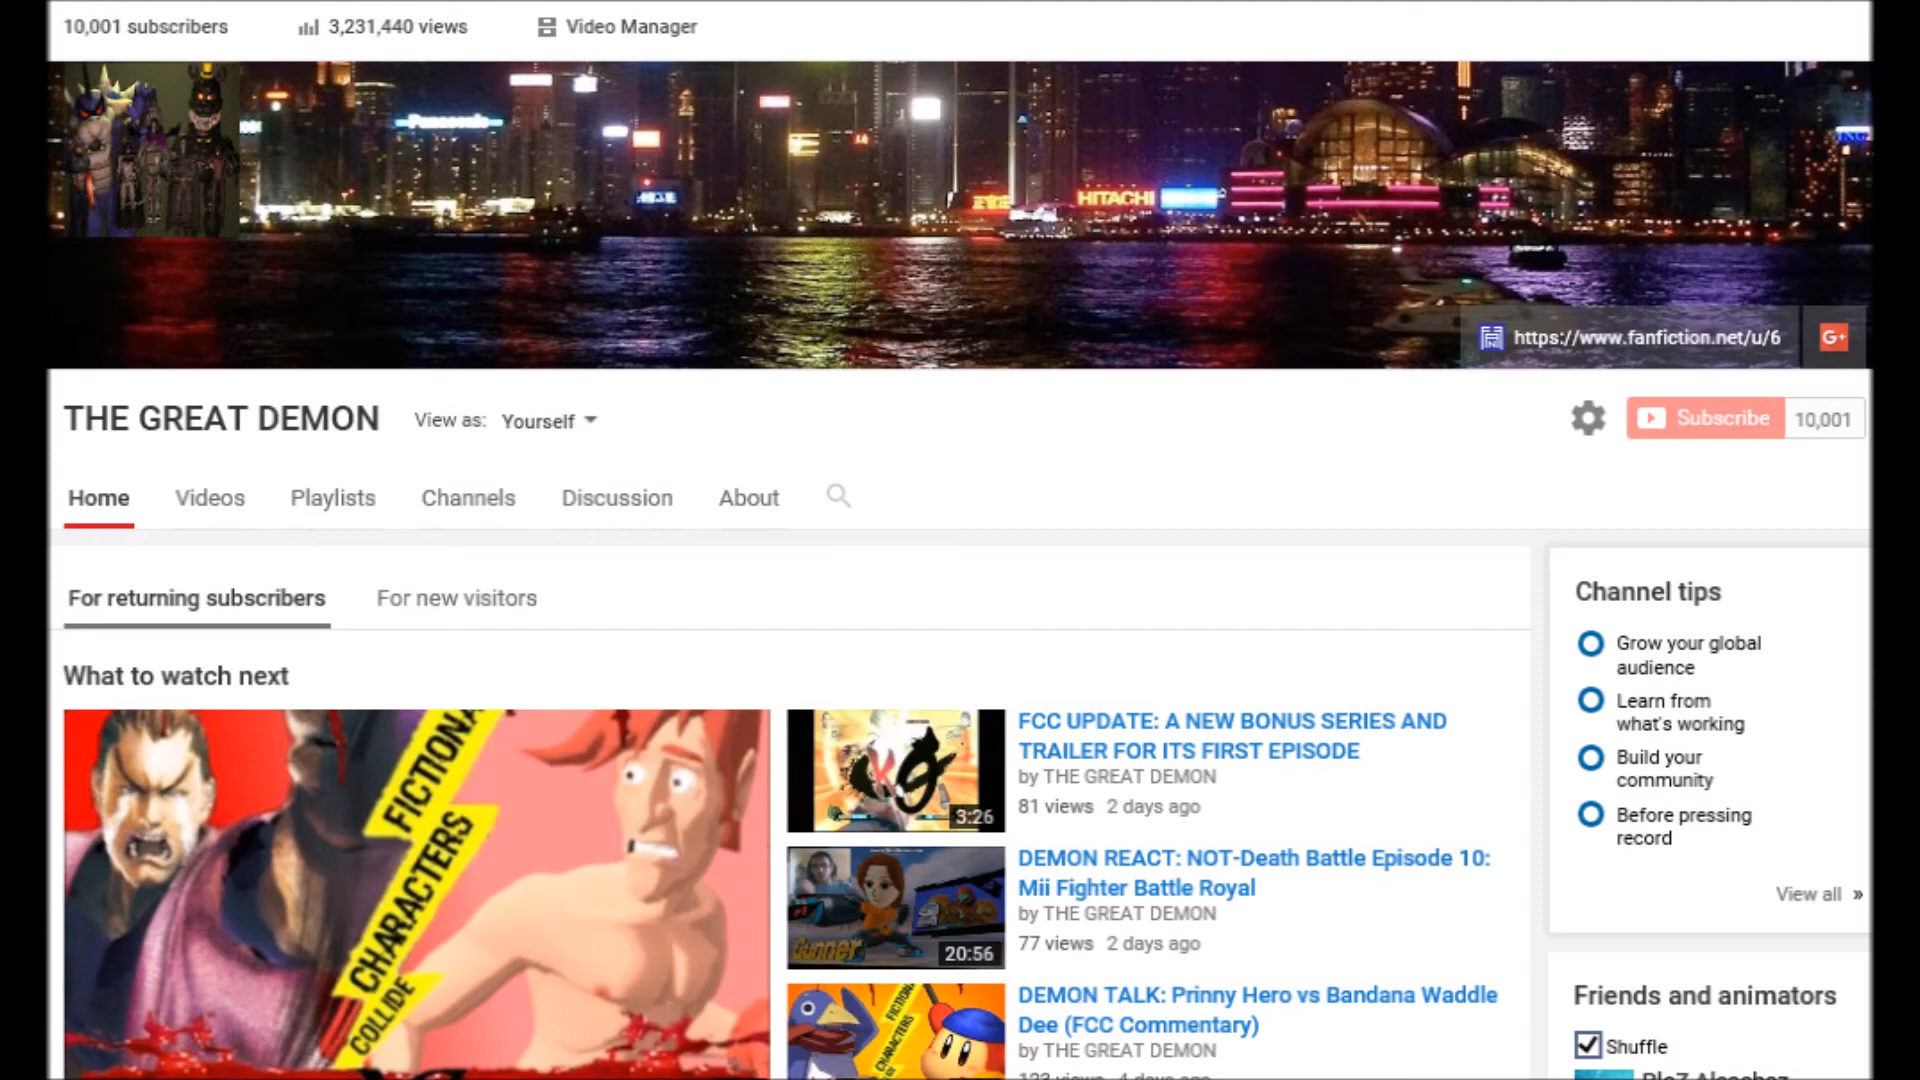 10,001 subscribers
3,231,440 views
Video Manager
Panasonic
HITACHI
https://www.fanfiction.net/u/6
G+
THE GREAT DEMON
View as: Yourself
Subscribe 10,001
Home
Videos
Playlists
Channels
Discussion
About
For returning subscribers
For new visitors
What to watch next
FICTIONA
CHARACTERS
COLLIDE
KO
3:26
FCC UPDATE: A NEW BONUS SERIES AND
TRAILER FOR ITS FIRST EPISODE
by THE GREAT DEMON
81 views 2 days ago
Gunner
20:56
DEMON REACT: NOT-Death Battle Episode 10:
Mii Fighter Battle Royal
by THE GREAT DEMON
77 views 2 days ago
FICTIONA
CHARACTERS
DEMON TALK: Prinny Hero vs Bandana Waddle
Dee (FCC Commentary)
by THE GREAT DEMON
Channel tips
Grow your global
audience
Learn from
what's working
Build your
community
Before pressing
record
View all »
Friends and animators
Shuffle